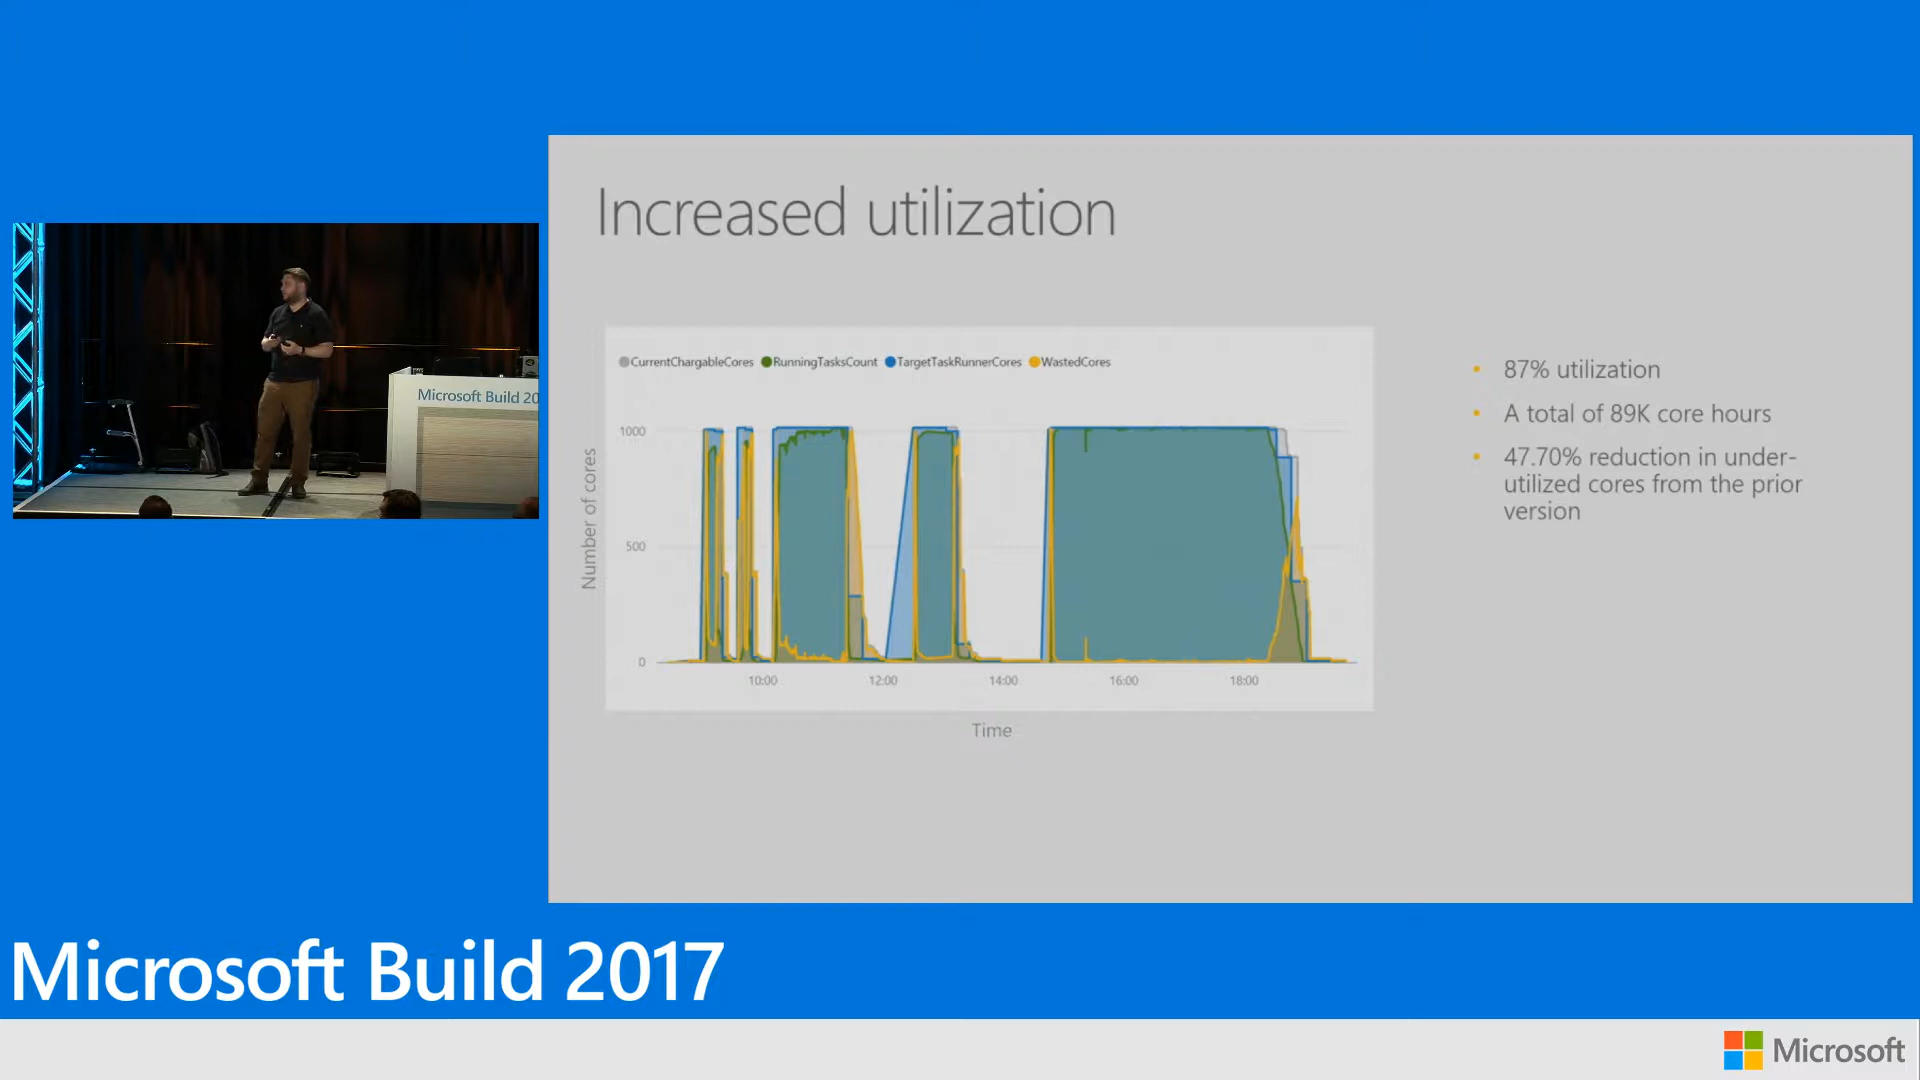 Increased utilization
CurrentChargableCores RunningTasksCount TargetTaskRunnerCores WastedCores
Number of cores
1000
500
0
10:00 12:00 14:00 16:00 18:00
Time
• 87% utilization
• A total of 89K core hours
• 47.70% reduction in under-
utilized cores from the prior
version
Microsoft Build 20
Microsoft Build 2017
Microsoft